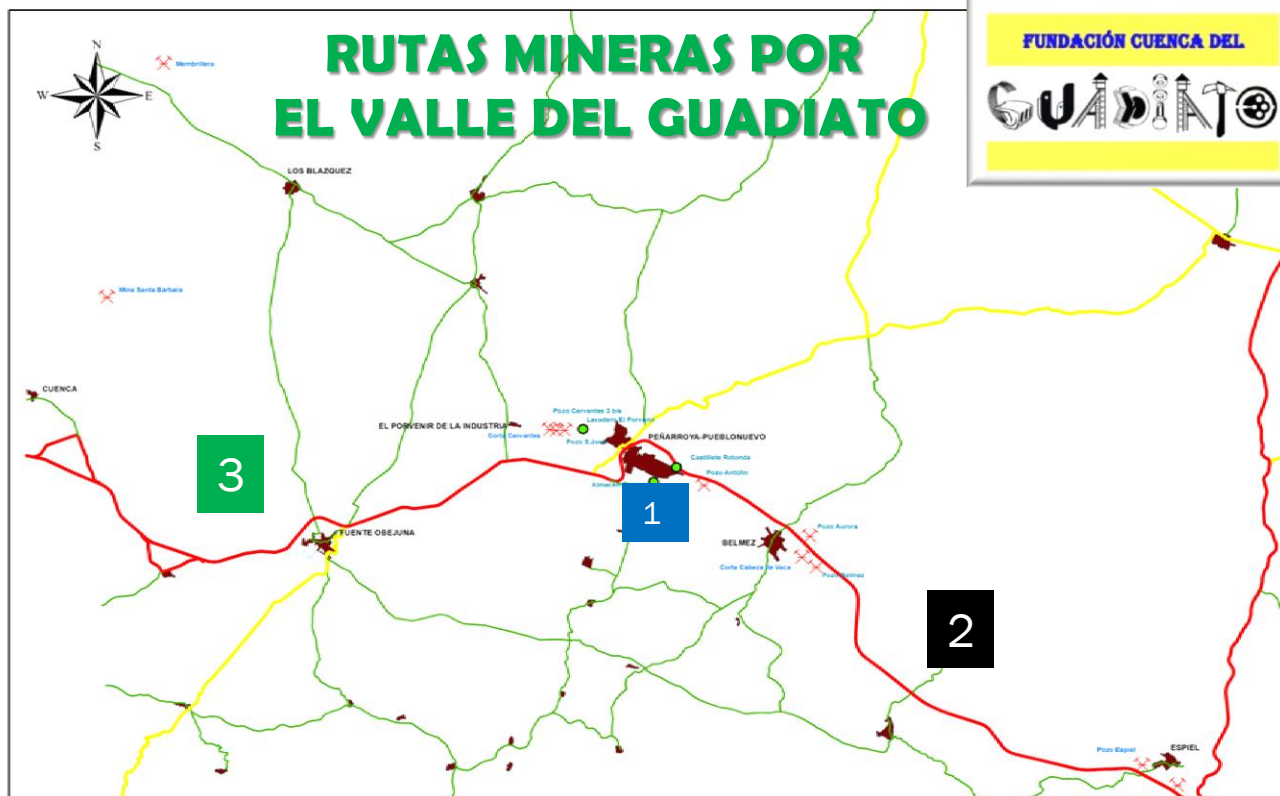 RUTAS MINERAS POR
EL VALLE DEL GUADIATO
FUNDACIÓN CUENCA DEL
GUADIATO
N
W
E
S
Membrillera
LOS BLAZQUEZ
Mina Santa Bárbara
CUENCA
Pozo Cervantes 3 bis
Lavadero El Porvenir
EL PORVENIR DE LA INDUSTRIA
Corta Cervantes
Pozo S.José
PEÑARROYA-PUEBLONUEVO
Castillete Rotonda
Pozo Antolín
3
1
FUENTE OBEJUNA
Pozo Aurora
BELMEZ
Corta Cabeza de Vaca
Pozo Belmez
2
Pozo Espiel
ESPIEL